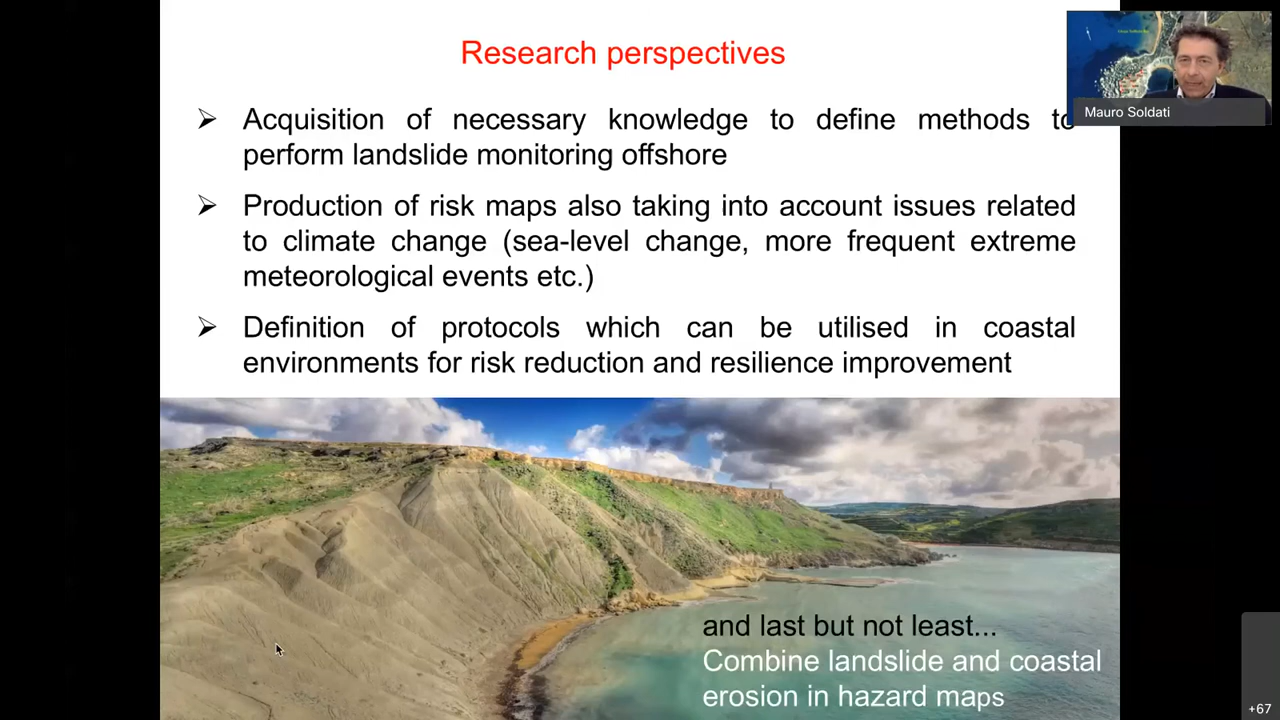 Research perspectives
Mauro Soldati
➢ Acquisition of necessary knowledge to define methods to
perform landslide monitoring offshore
➢ Production of risk maps also taking into account issues related
to climate change (sea-level change, more frequent extreme
meteorological events etc.)
➢ Definition of protocols which can be utilised in coastal
environments for risk reduction and resilience improvement
and last but not least...
Combine landslide and coastal
erosion in hazard maps
+67